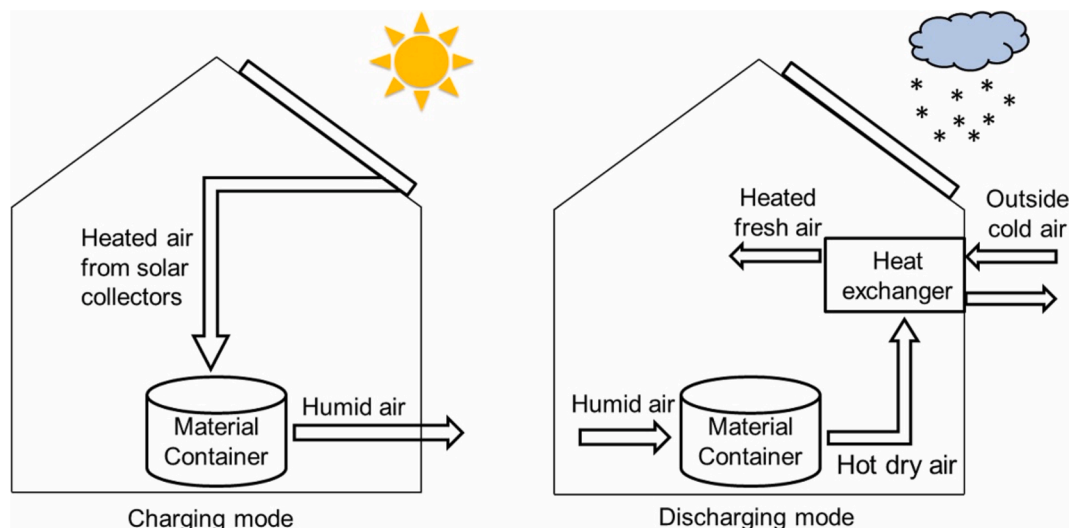 Heated air
from solar
collectors
Material
Container
Humid air
Charging mode
Heated
fresh air
Outside
cold air
Heat
exchanger
Humid air
Material
Container
Hot dry air
Discharging mode